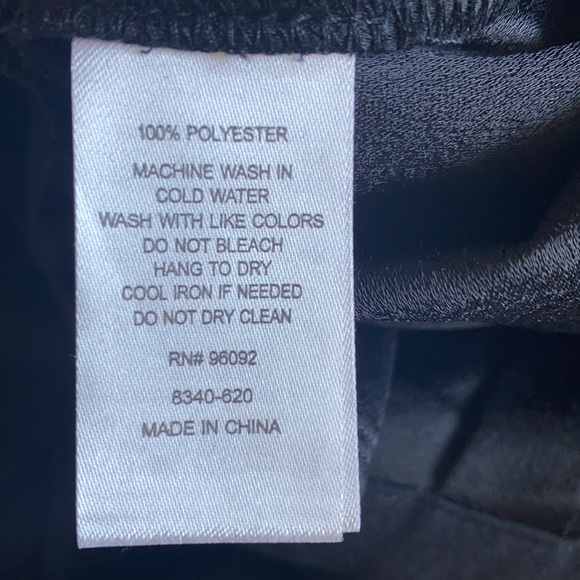 100% POLYESTER
MACHINE WASH IN
COLD WATER
WASH WITH LIKE COLORS
DO NOT BLEACH
HANG TO DRY
COOL IRON IF NEEDED
DO NOT DRY CLEAN
RN# 96092
8340-620
MADE IN CHINA